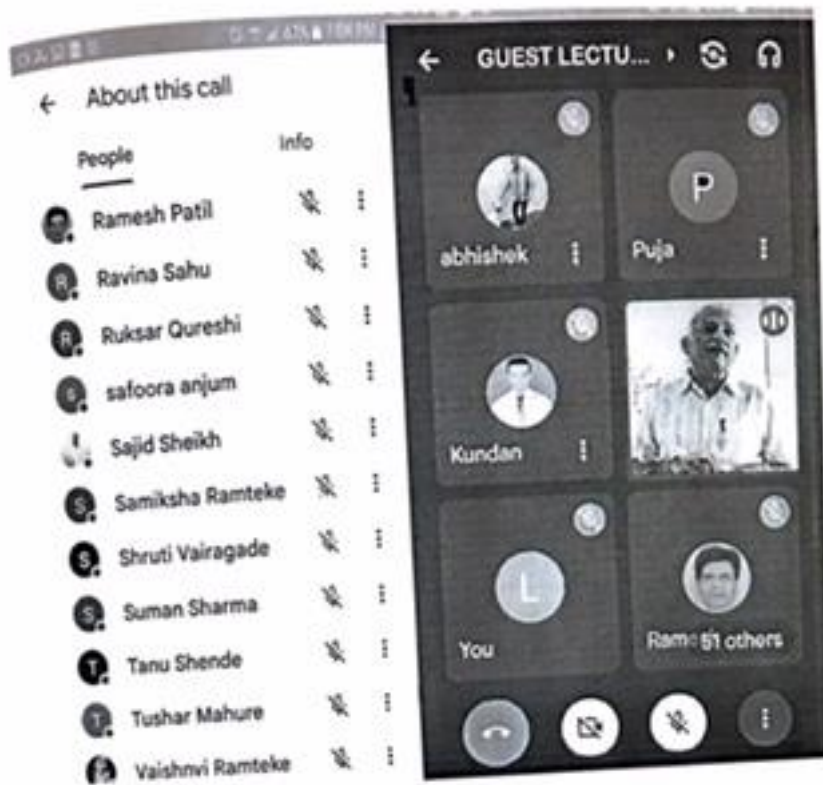 About this call
People Info
Ramesh Patil
R Ravina Sahu
R Ruksar Qureshi
s safoora anjum
Sajid Sheikh
S Samiksha Ramteke
S Shruti Vairagade
S Suman Sharma
T Tanu Shende
T Tushar Mahure
Vaishnvi Ramteke
GUEST LECTU...
P
abhishek Puja
Kundan
L
You 51 others